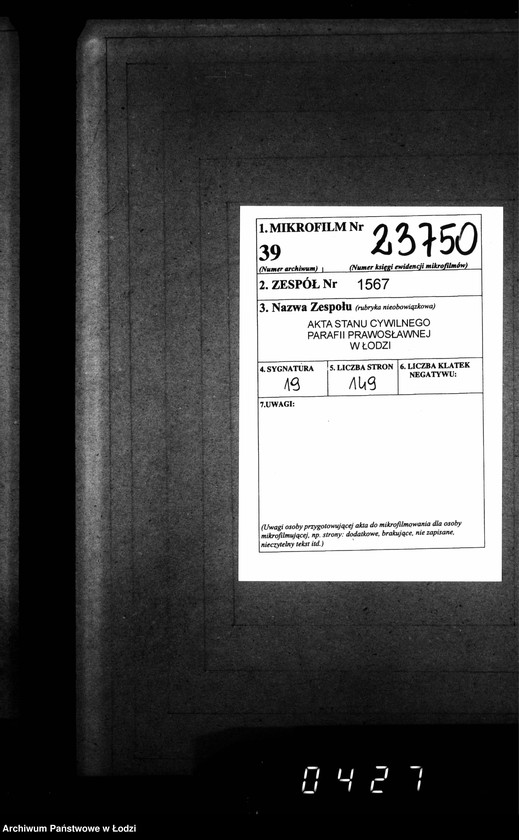 1. MIKROFILM Nr 23750
39
(Numer archiwum) (Numer księgi ewidencji mikrofilmów)
2. ZESPÓŁ Nr 1567
3. Nazwa Zespołu (rubryka nieobowiązkowa)
AKTA STANU CYWILNEGO
PARAFII PRAWOSŁAWNEJ
W ŁODZI
4. SYGNATURA 5. LICZBA STRON 6. LICZBA KLATEK
NEGATYWU:
19 149
7.UWAGI:
(Uwagi osoby przygotowującej akta do mikrofilmowania dla osoby
mikrofilmującej, np. strony: dodatkowe, brakujące, nie zapisane,
nieczytelny tekst itd.)
0427
Archiwum Państwowe w Łodzi